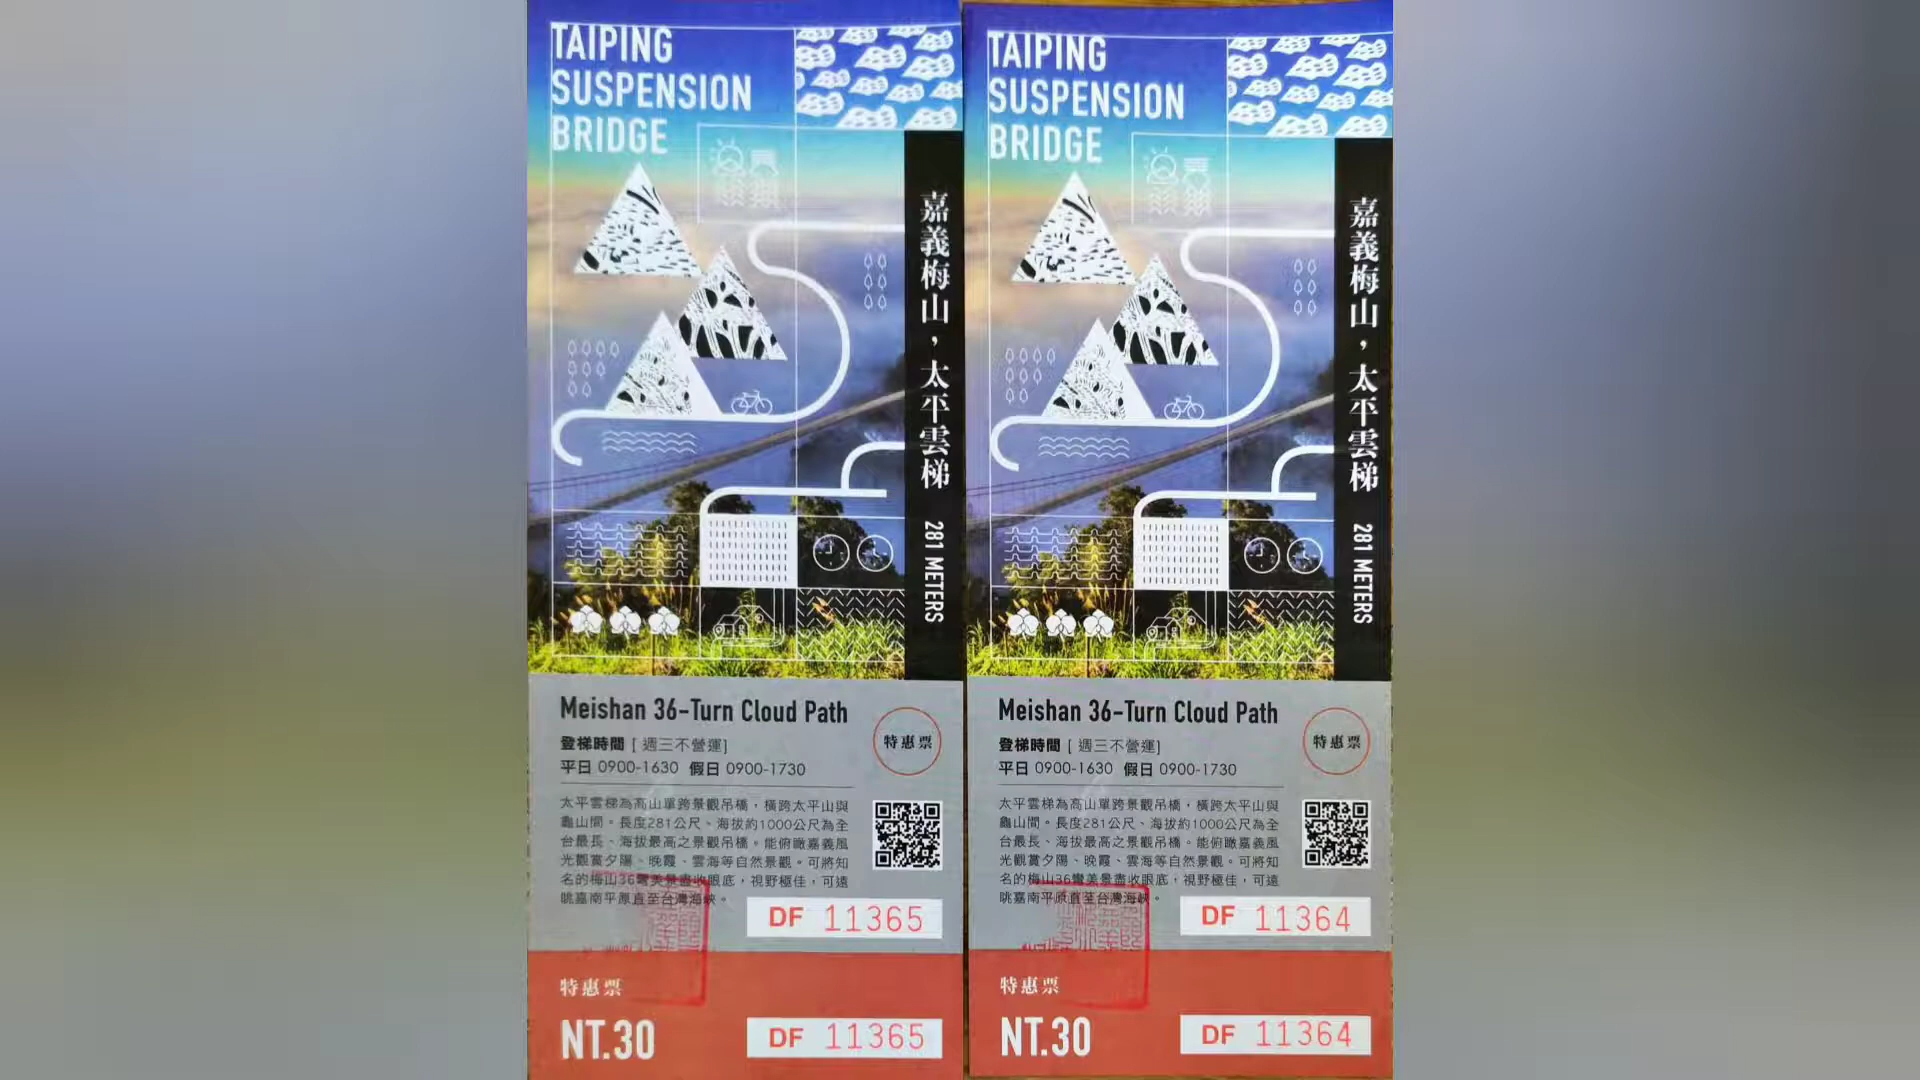 TAIPING
SUSPENSION
BRIDGE
嘉義梅山，太平雲梯 281 METERS
Meishan 36-Turn Cloud Path
登梯時間 [ 週三不營運]
平日 0900-1630 假日 0900-1730
特惠票
太平雲梯為高山單跨景觀吊橋，橫跨太平山與
龜山間。長度281公尺、海拔約1000公尺為全
台最長、海拔最高之景觀吊橋。能俯瞰嘉義風
光觀賞夕陽、晚霞、雲海等自然景觀。可將知
名的梅山36彎美景盡收眼底，視野極佳，可遠
眺嘉南平原直至台灣海峽。
DF 11365
特惠票
NT.30
DF 11365
TAIPING
SUSPENSION
BRIDGE
嘉義梅山，太平雲梯 281 METERS
Meishan 36-Turn Cloud Path
登梯時間 [ 週三不營運]
平日 0900-1630 假日 0900-1730
特惠票
太平雲梯為高山單跨景觀吊橋，橫跨太平山與
龜山間。長度281公尺、海拔約1000公尺為全
台最長、海拔最高之景觀吊橋。能俯瞰嘉義風
光觀賞夕陽、晚霞、雲海等自然景觀。可將知
名的梅山36彎美景盡收眼底，視野極佳，可遠
眺嘉南平原直至台灣海峽。
DF 11364
特惠票
NT.30
DF 11364